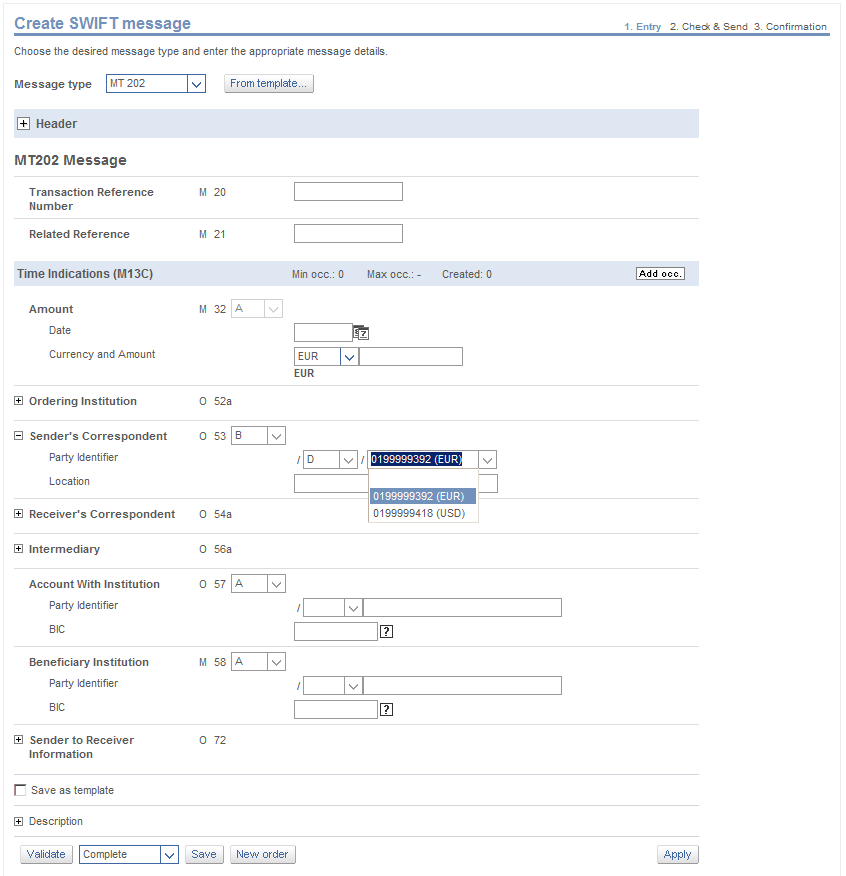 Create SWIFT message
1. Entry 2. Check & Send 3. Confirmation
Choose the desired message type and enter the appropriate message details.
Message type MT 202 From template...
+ Header
MT202 Message
Transaction Reference Number M 20
Related Reference M 21
Time Indications (M13C) Min occ.: 0 Max occ.: - Created: 0 Add occ.
Amount M 32 A
Date ?
Currency and Amount EUR
EUR
+ Ordering Institution O 52a
− Sender's Correspondent O 53 B
Party Identifier / D / 0199999392 (EUR)
Location
0199999392 (EUR)
0199999418 (USD)
+ Receiver's Correspondent O 54a
+ Intermediary O 56a
Account With Institution O 57 A
Party Identifier /
BIC ?
Beneficiary Institution M 58 A
Party Identifier /
BIC ?
+ Sender to Receiver Information O 72
Save as template
+ Description
Validate Complete Save New order Apply